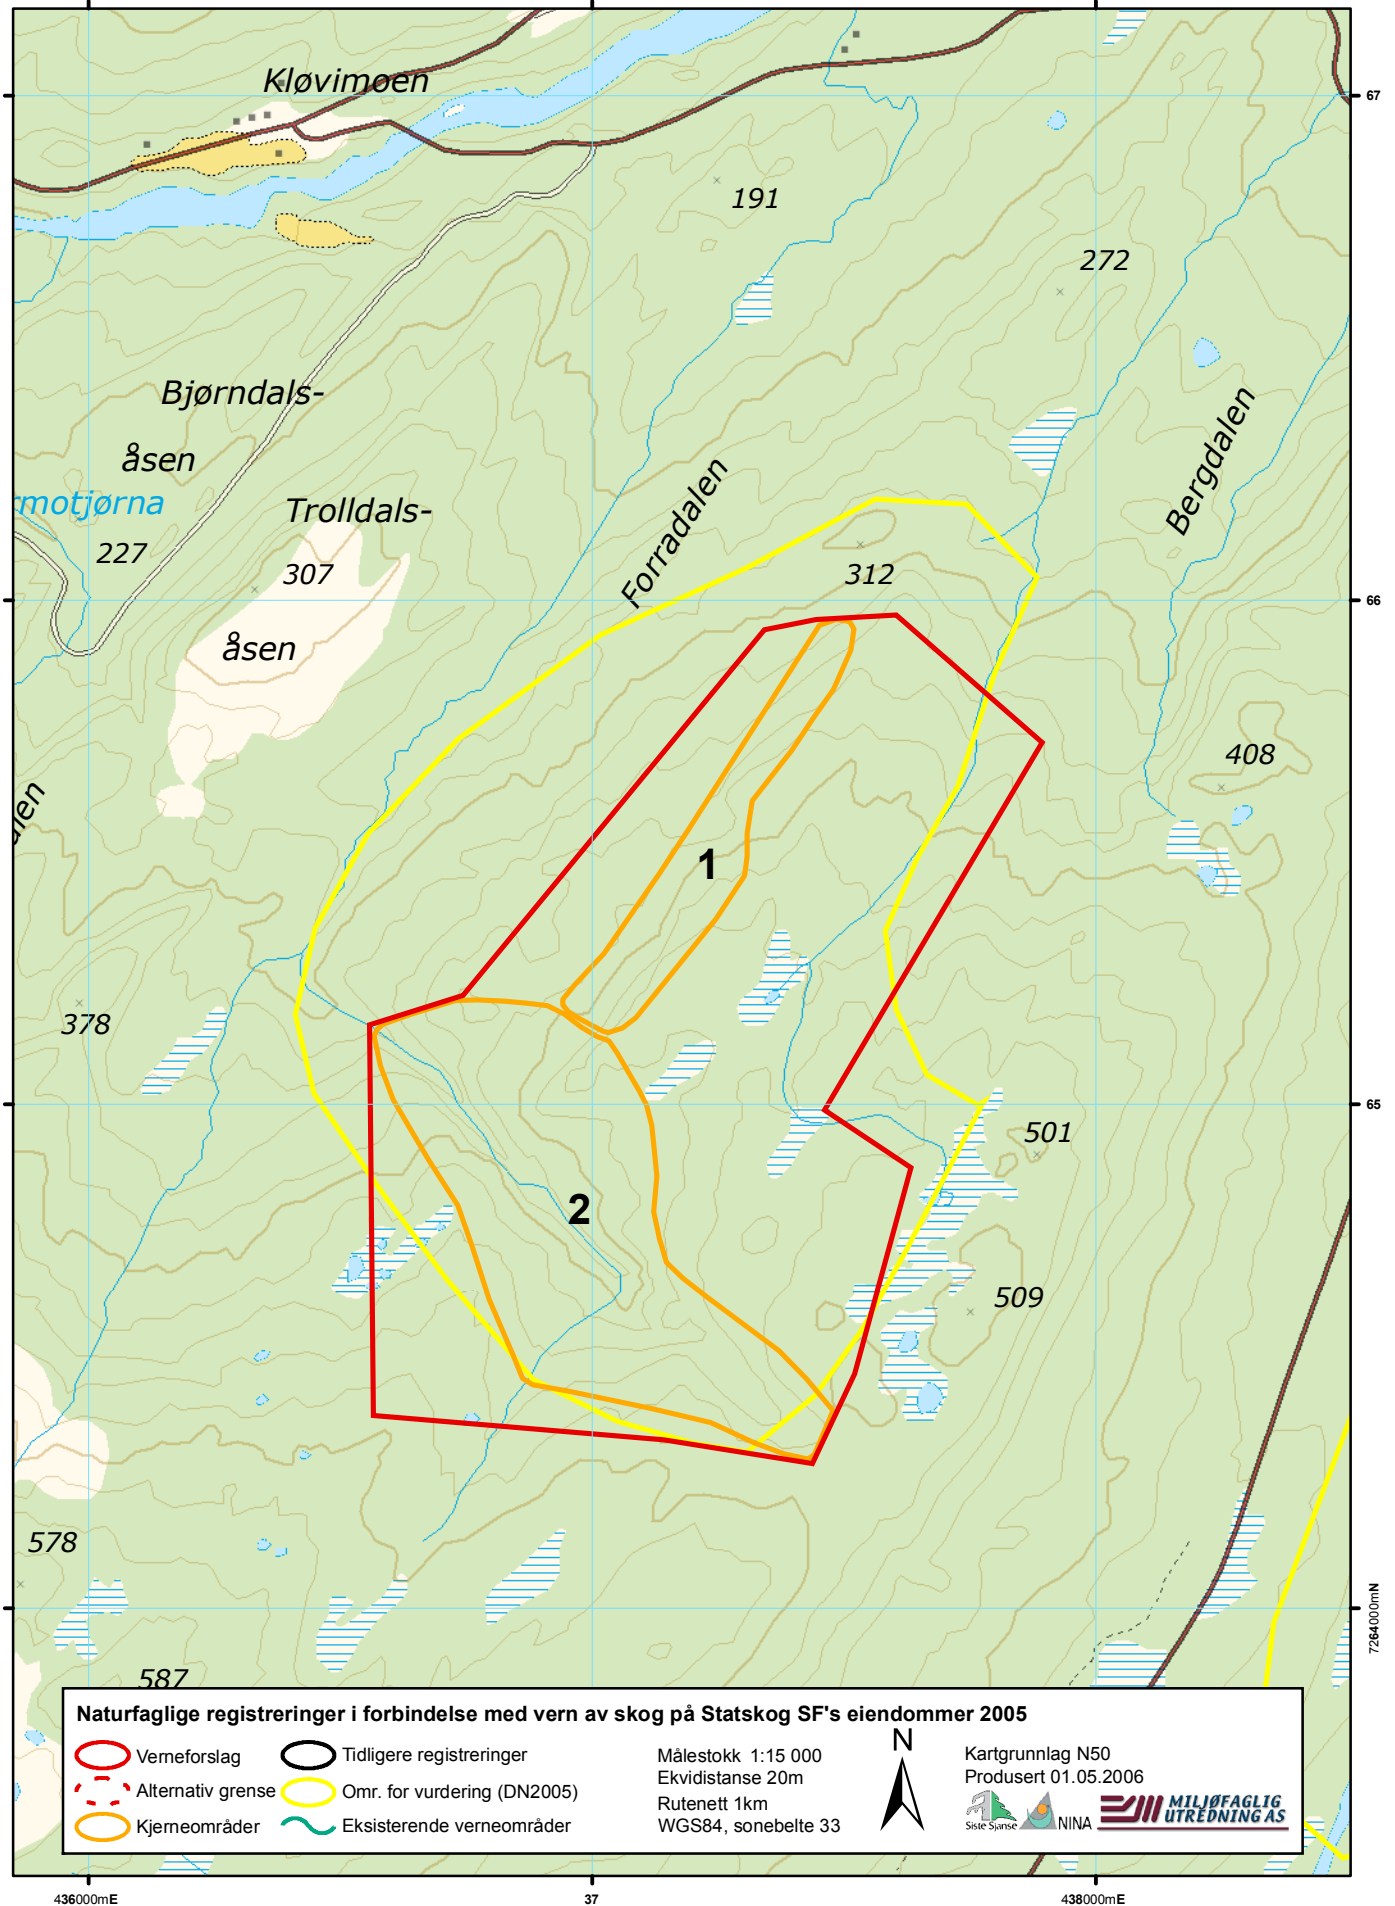 Kløvimoen
67
191
272
Bjørndals-
åsen
rmotjørna
227
Trolldals-
307
åsen
Forradalen
Bergdalen
312
66
408
alen
1
378
65
501
2
509
578
7264000mN
587
Naturfaglige registreringer i forbindelse med vern av skog på Statskog SF's eiendommer 2005
Verneforslag
Tidligere registreringer
Alternativ grense
Omr. for vurdering (DN2005)
Kjerneområder
Eksisterende verneområder
Målestokk 1:15 000
Ekvidistanse 20m
Rutenett 1km
WGS84, sonebelte 33
N
Kartgrunnlag N50
Produsert 01.05.2006
Siste Sjanse
NINA
MILJØFAGLIG
UTREDNING AS
436000mE
37
438000mE